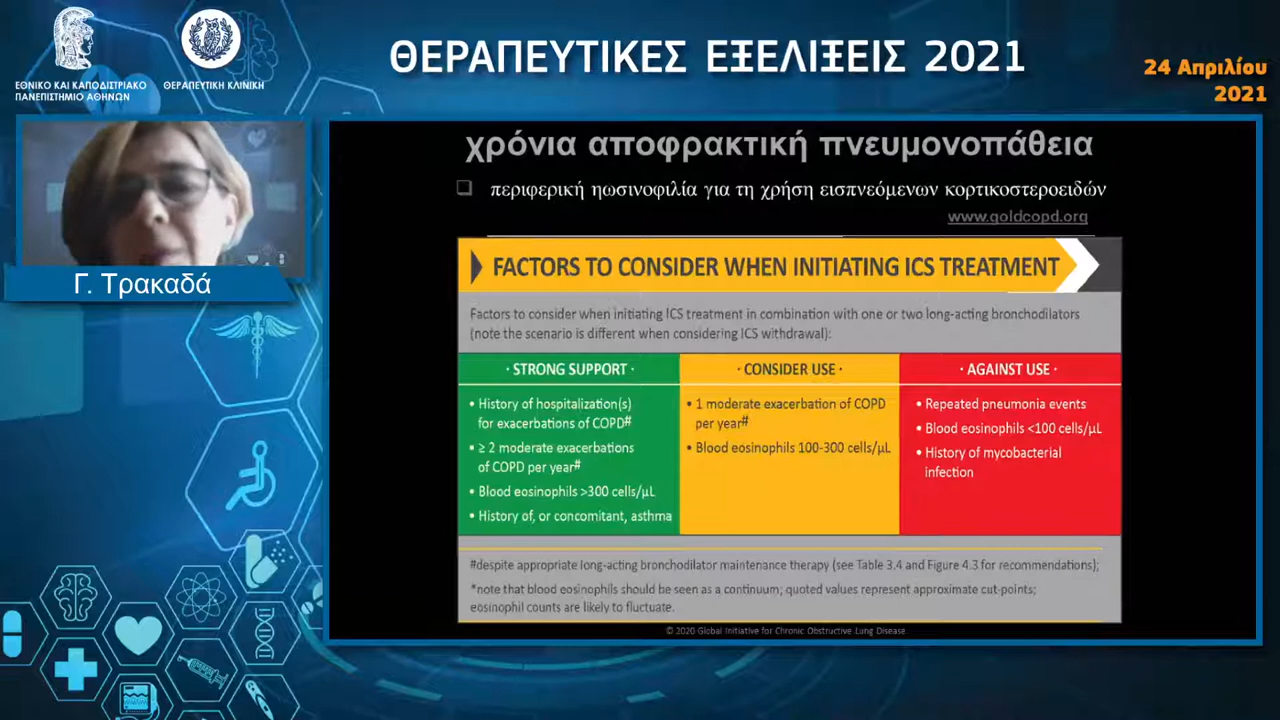 ΕΘΝΙΚΟ ΚΑΙ ΚΑΠΟΔΙΣΤΡΙΑΚΟ
ΠΑΝΕΠΙΣΤΗΜΙΟ ΑΘΗΝΩΝ
ΘΕΡΑΠΕΥΤΙΚΗ ΚΛΙΝΙΚΗ
ΘΕΡΑΠΕΥΤΙΚΕΣ ΕΞΕΛΙΞΕΙΣ 2021
24 Απριλίου
2021
Γ. Τρακαδά
χρόνια αποφρακτική πνευμονοπάθεια
❑ περιφερική ηωσινοφιλία για τη χρήση εισπνεόμενων κορτικοστεροειδών
www.goldcopd.org
FACTORS TO CONSIDER WHEN INITIATING ICS TREATMENT
Factors to consider when initiating ICS treatment in combination with one or two long-acting bronchodilators
(note the scenario is different when considering ICS withdrawal):
· STRONG SUPPORT ·
• History of hospitalization(s)
for exacerbations of COPD#
• ≥ 2 moderate exacerbations
of COPD per year#
• Blood eosinophils >300 cells/μL
• History of, or concomitant, asthma
· CONSIDER USE ·
• 1 moderate exacerbation of COPD
per year#
• Blood eosinophils 100-300 cells/μL
· AGAINST USE ·
• Repeated pneumonia events
• Blood eosinophils <100 cells/μL
• History of mycobacterial
infection
#despite appropriate long-acting bronchodilator maintenance therapy (see Table 3.4 and Figure 4.3 for recommendations);
*note that blood eosinophils should be seen as a continuum; quoted values represent approximate cut-points;
eosinophil counts are likely to fluctuate.
© 2020 Global Initiative for Chronic Obstructive Lung Disease